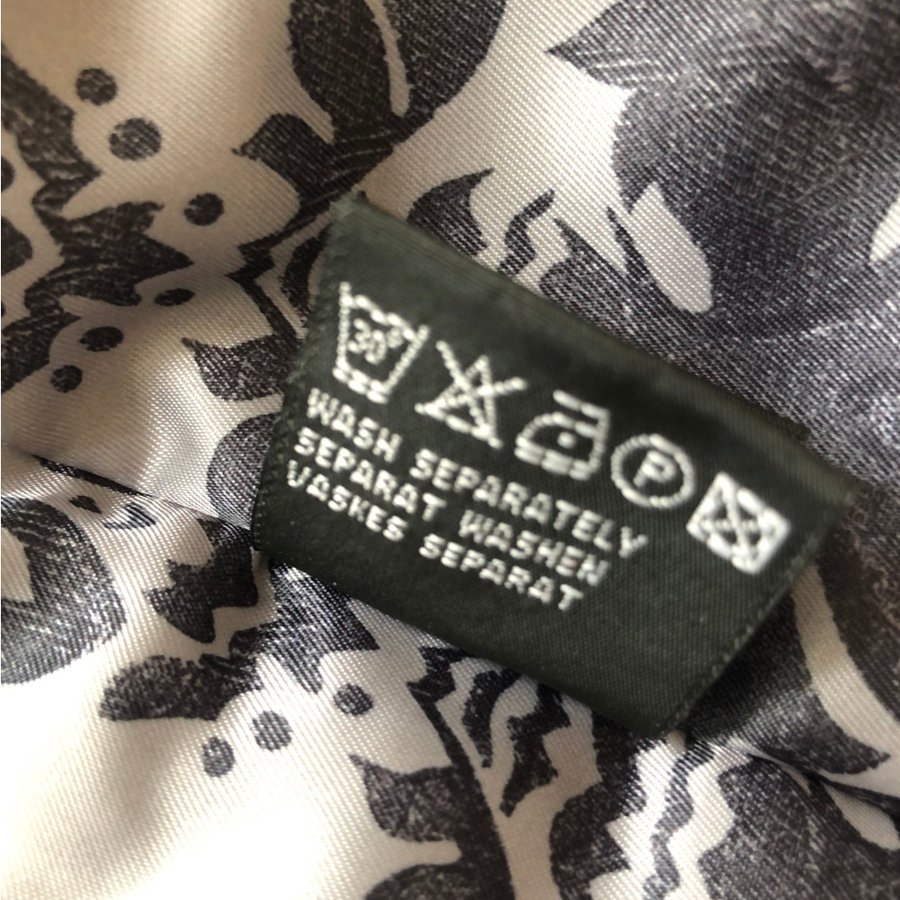 30°
P
WASH SEPARATELY
SEPARAT WASHEN
VASKES SEPARAT